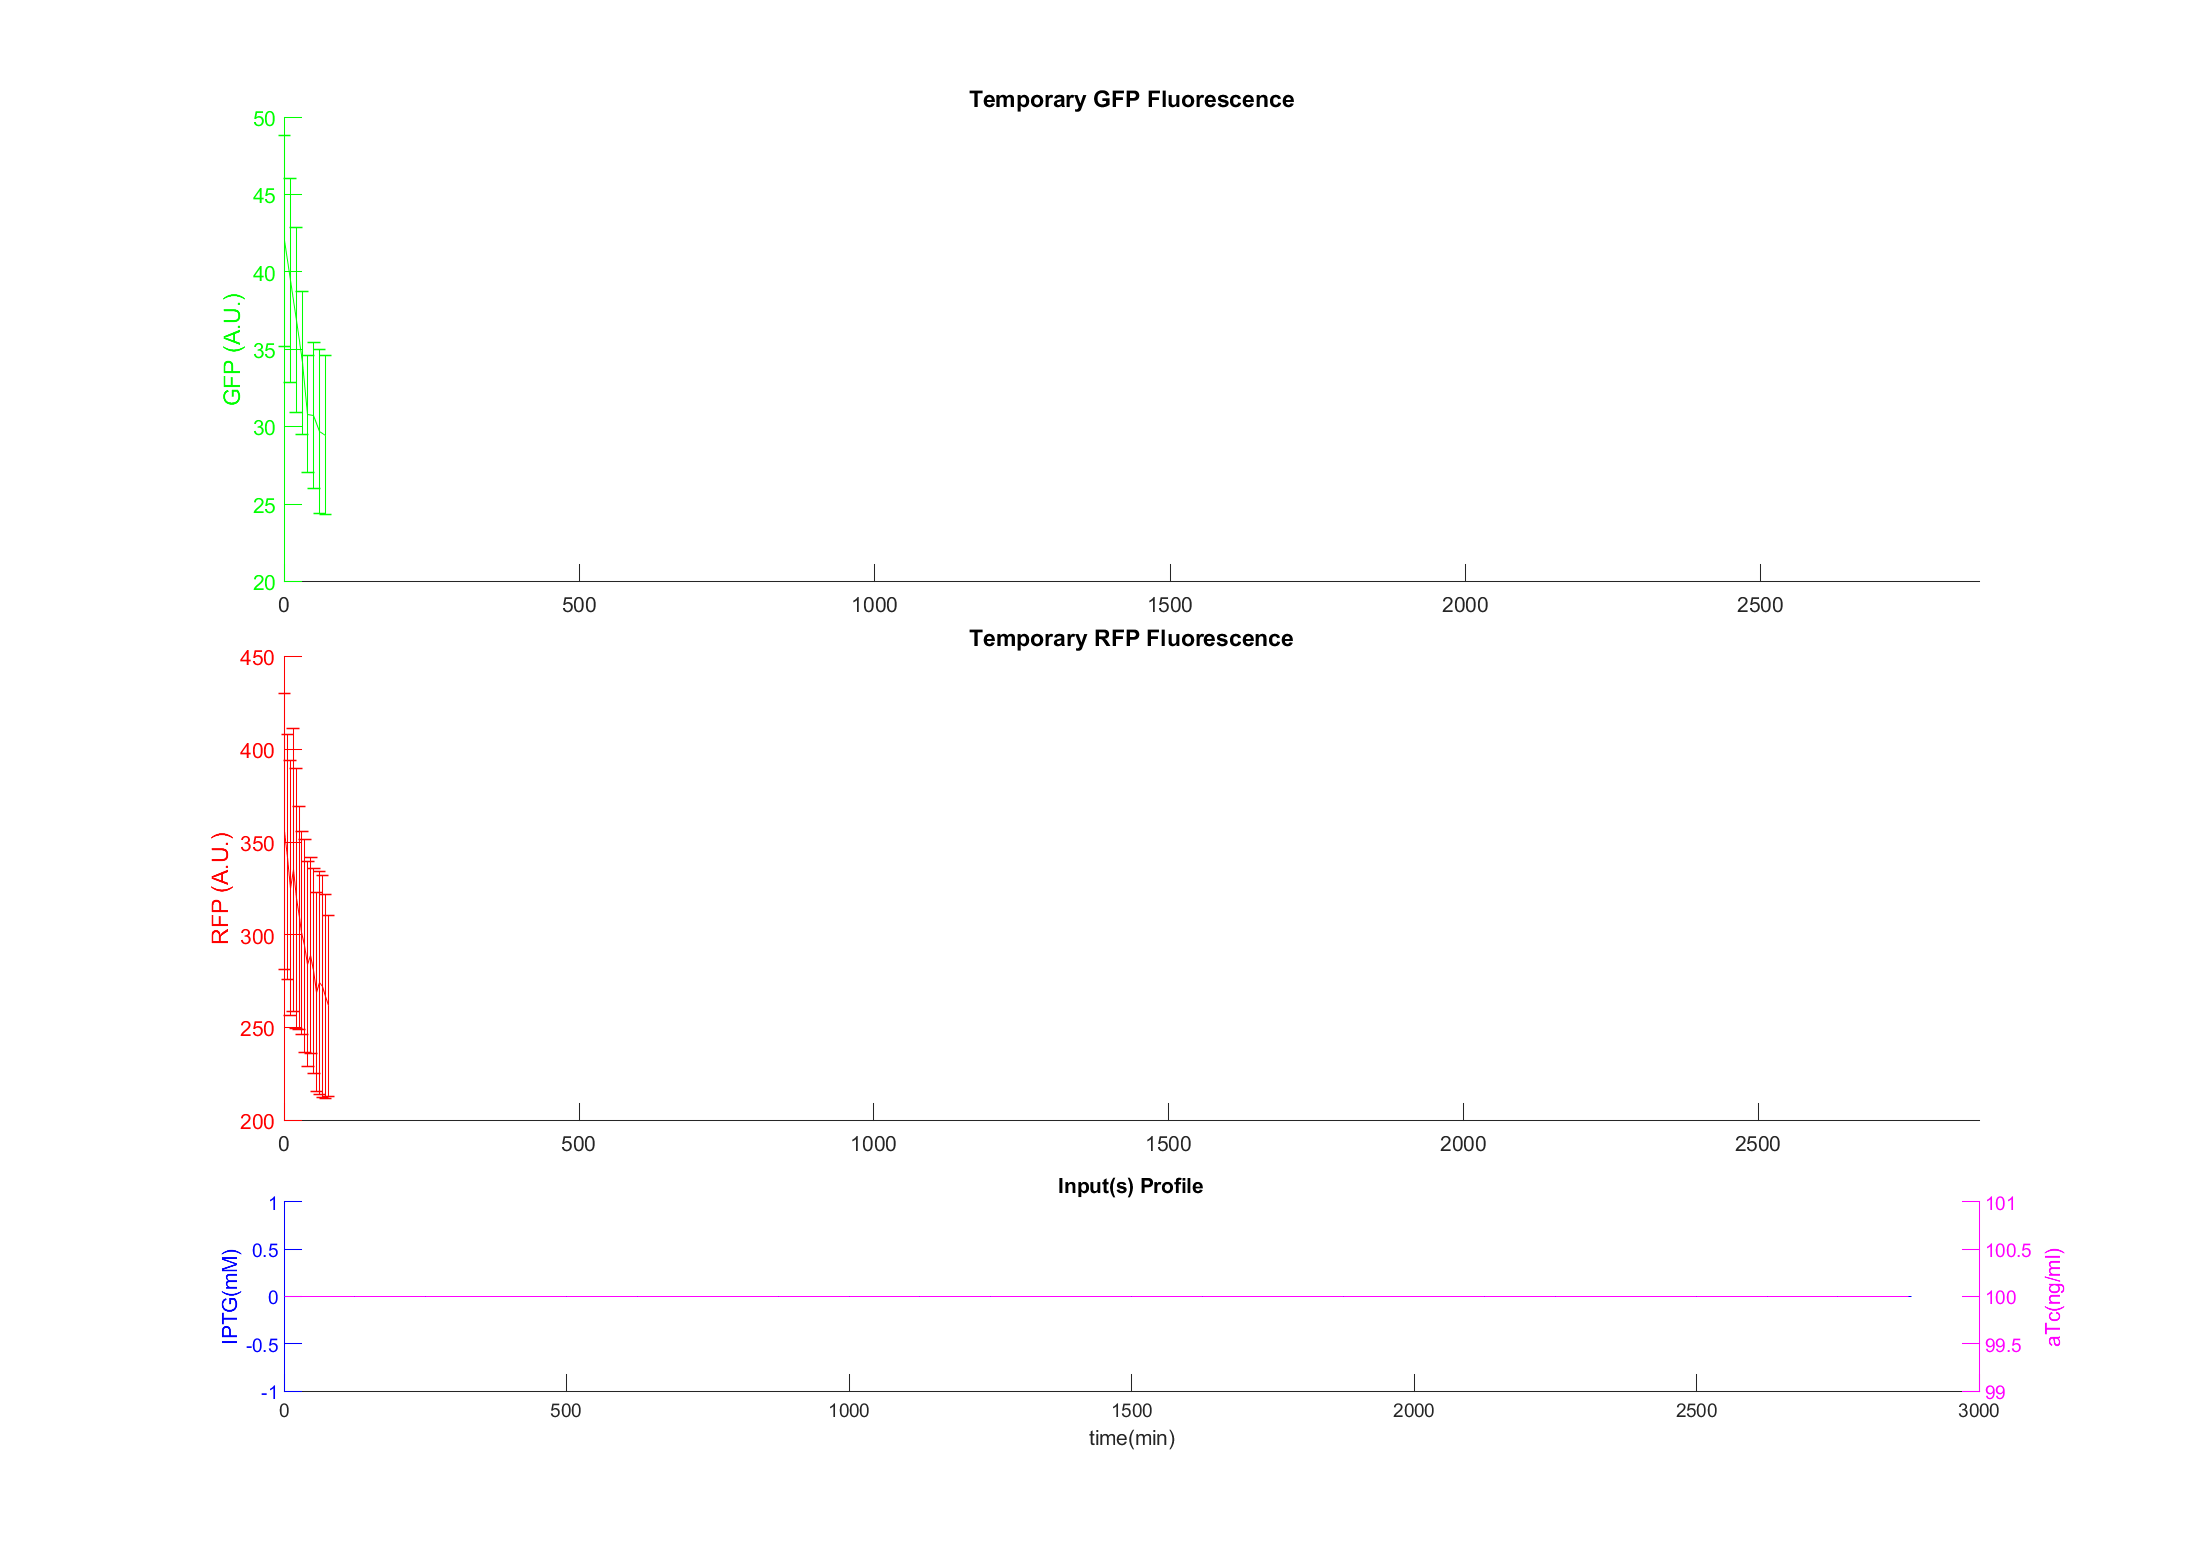 Temporary GFP Fluorescence
50
45
40
35
30
25
20
GFP (A.U.)
0 500 1000 1500 2000 2500
Temporary RFP Fluorescence
450
400
350
300
250
200
RFP (A.U.)
0 500 1000 1500 2000 2500
Input(s) Profile
1 101
0.5 100.5
0 100
-0.5 99.5
-1 99
IPTG(mM)
aTc(ng/ml)
0 500 1000 1500 2000 2500 3000
time(min)